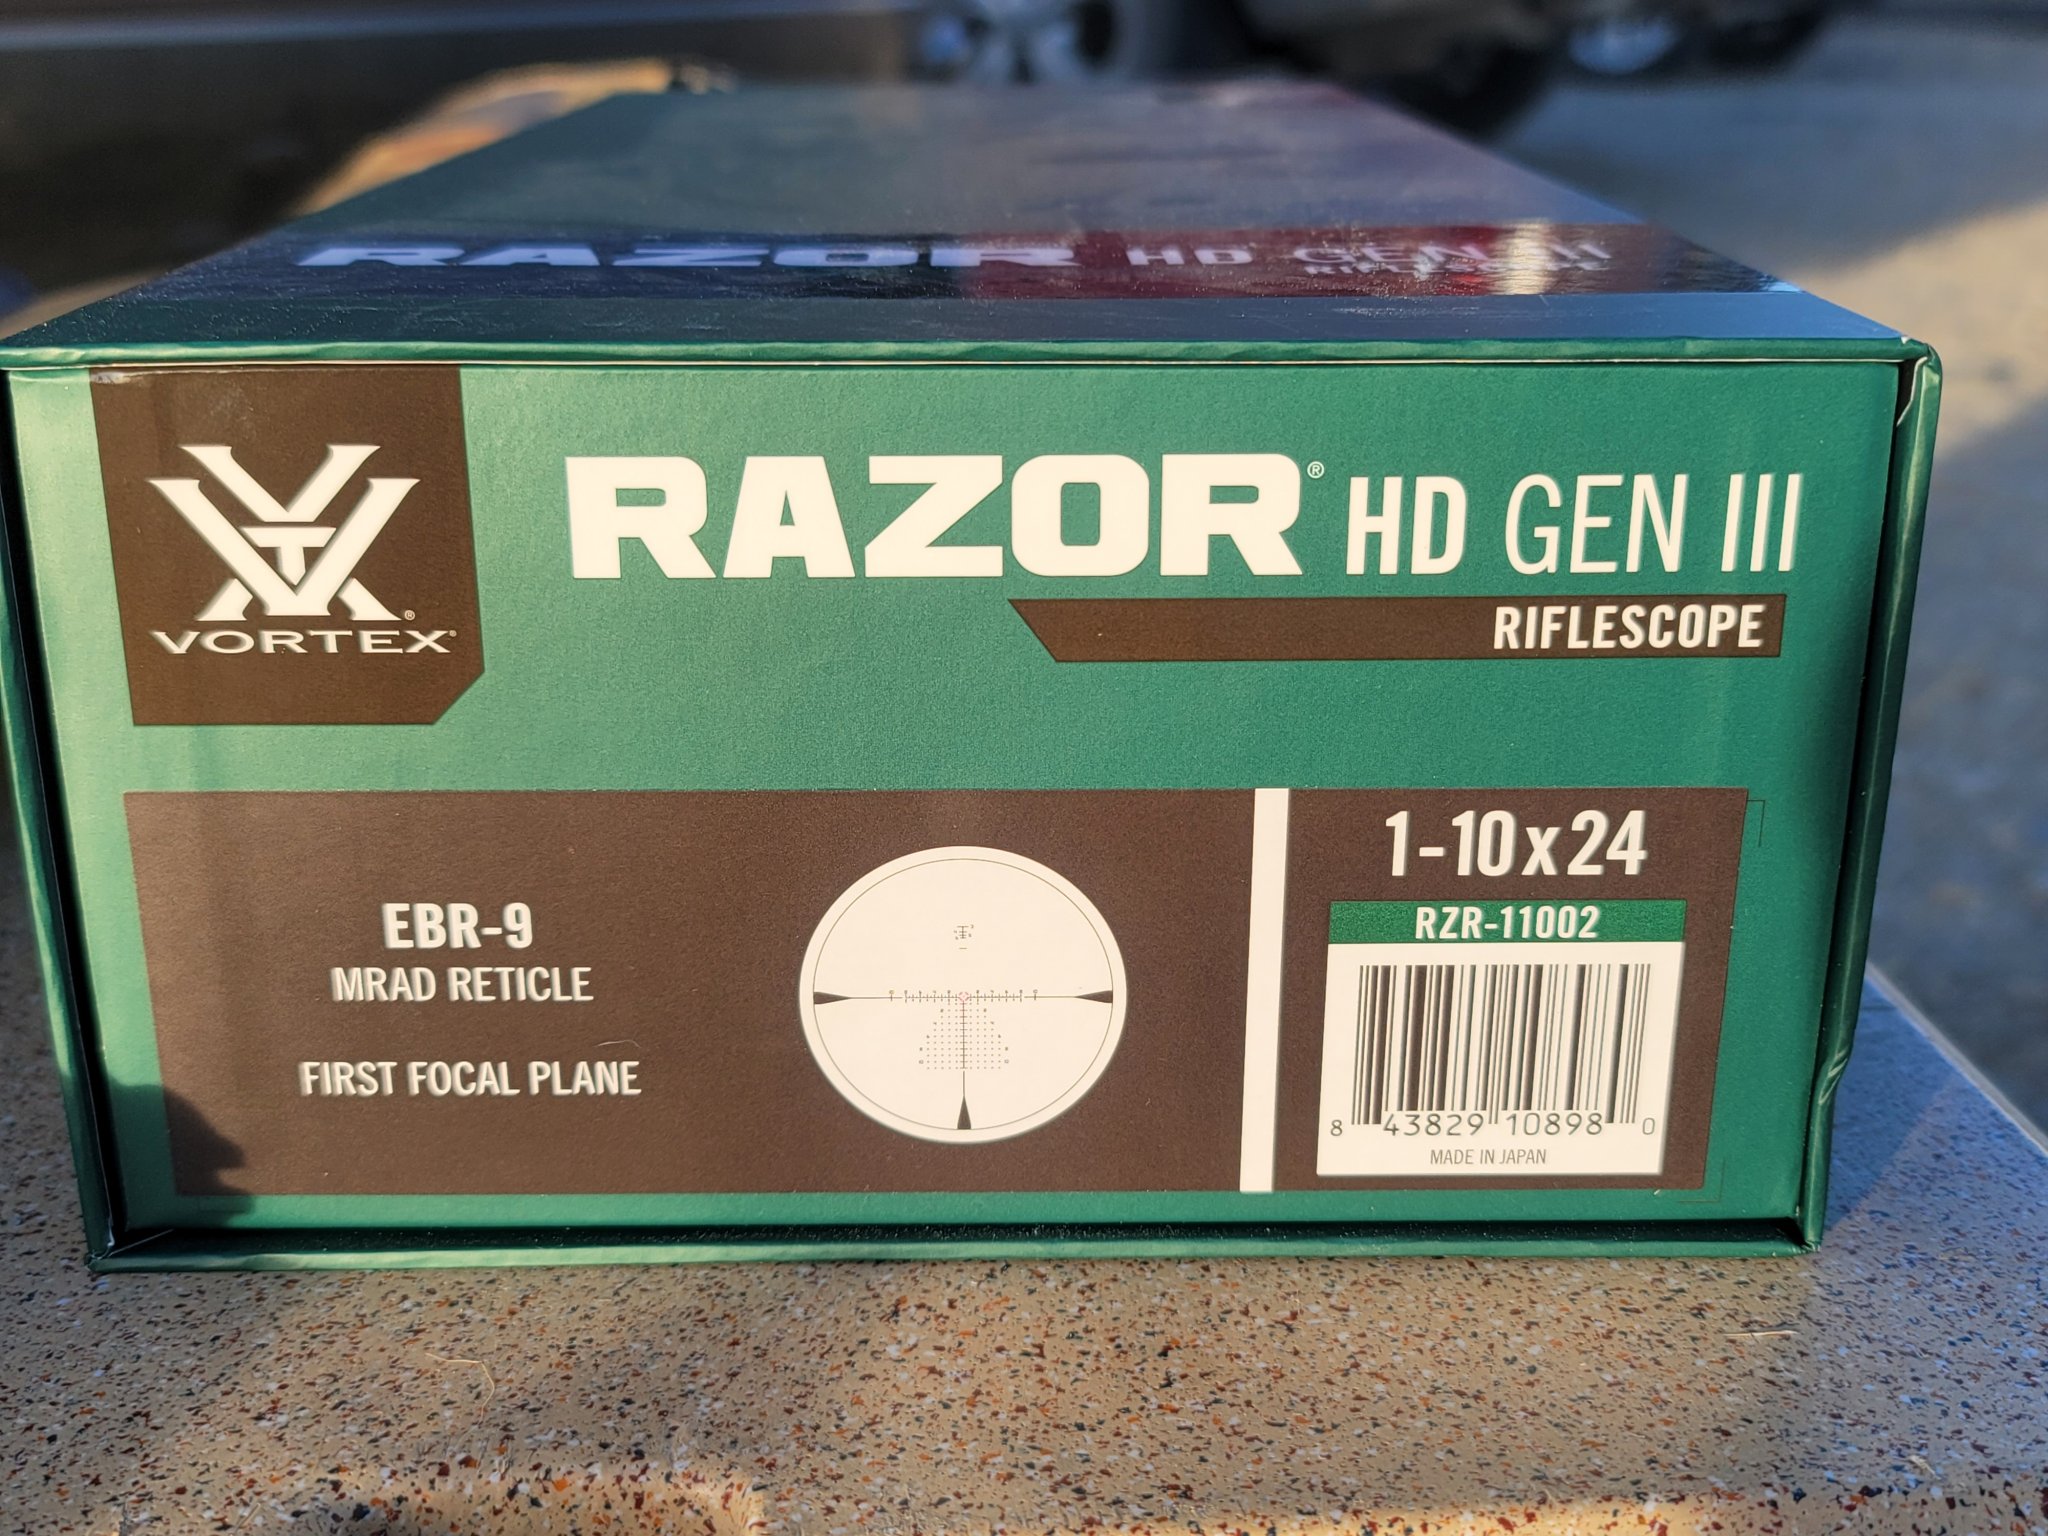 RAZOR HD GEN III
RIFLESCOPE
VORTEX®
RAZOR® HD GEN III
RIFLESCOPE
EBR-9
MRAD RETICLE
FIRST FOCAL PLANE
1-10x24
RZR-11002
8 43829 10898 0
MADE IN JAPAN